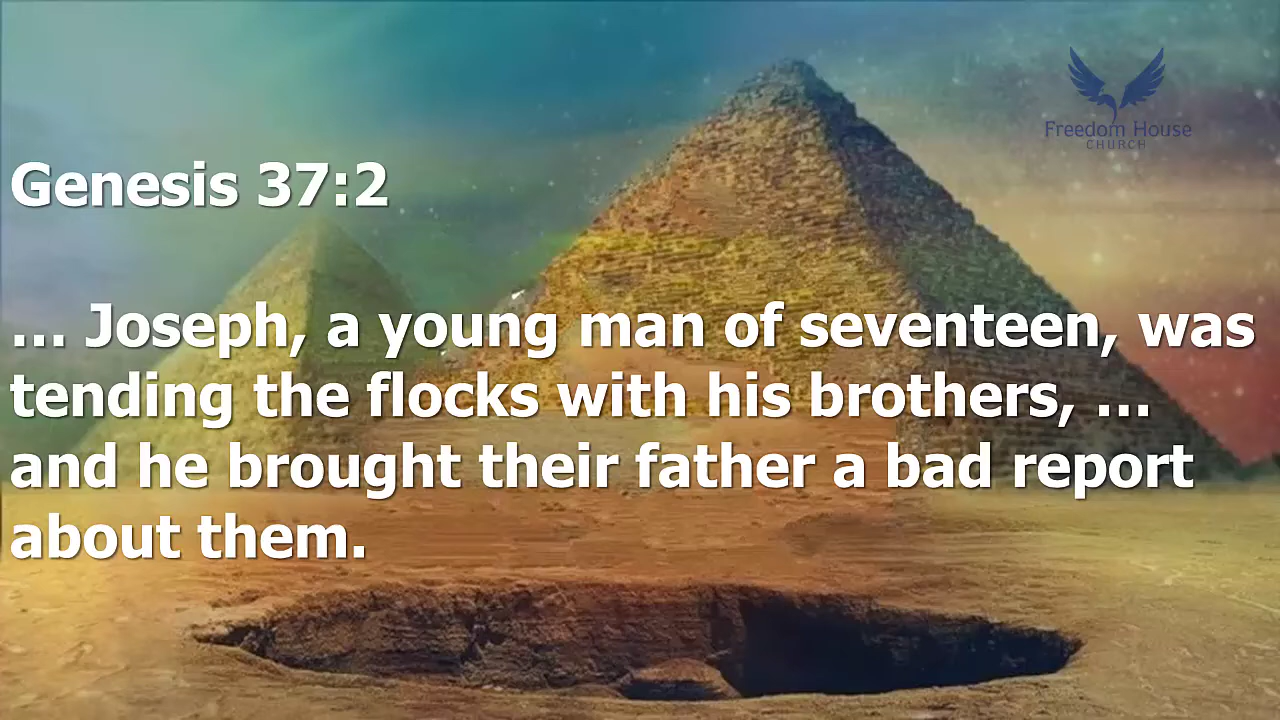 Freedom House
CHURCH
Genesis 37:2
... Joseph, a young man of seventeen, was
tending the flocks with his brothers, ...
and he brought their father a bad report
about them.